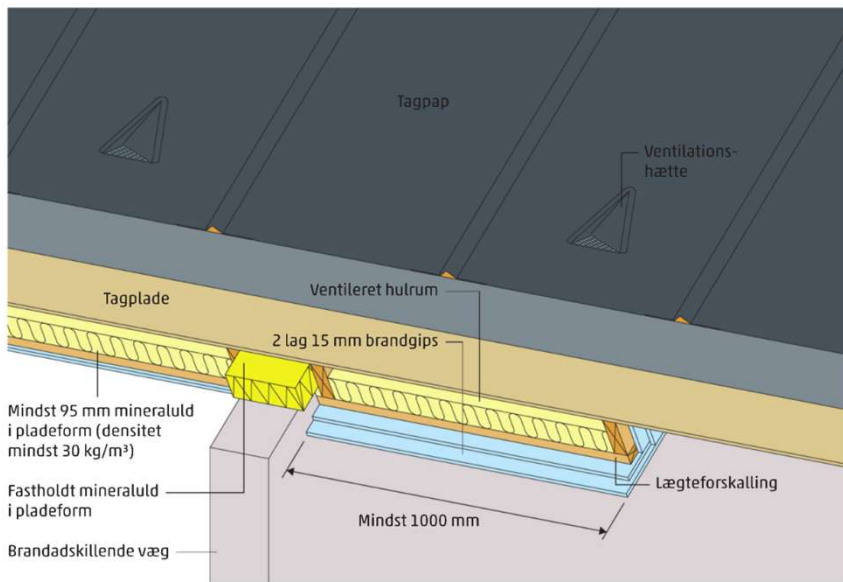 Tagpap
Ventilations-
hætte
Ventileret hulrum
Tagplade
2 lag 15 mm brandgips
Mindst 95 mm mineraluld
i pladeform (densitet
mindst 30 kg/m³)
Fastholdt mineraluld
i pladeform
Lægteforskalling
Mindst 1000 mm
Brandadskillende væg